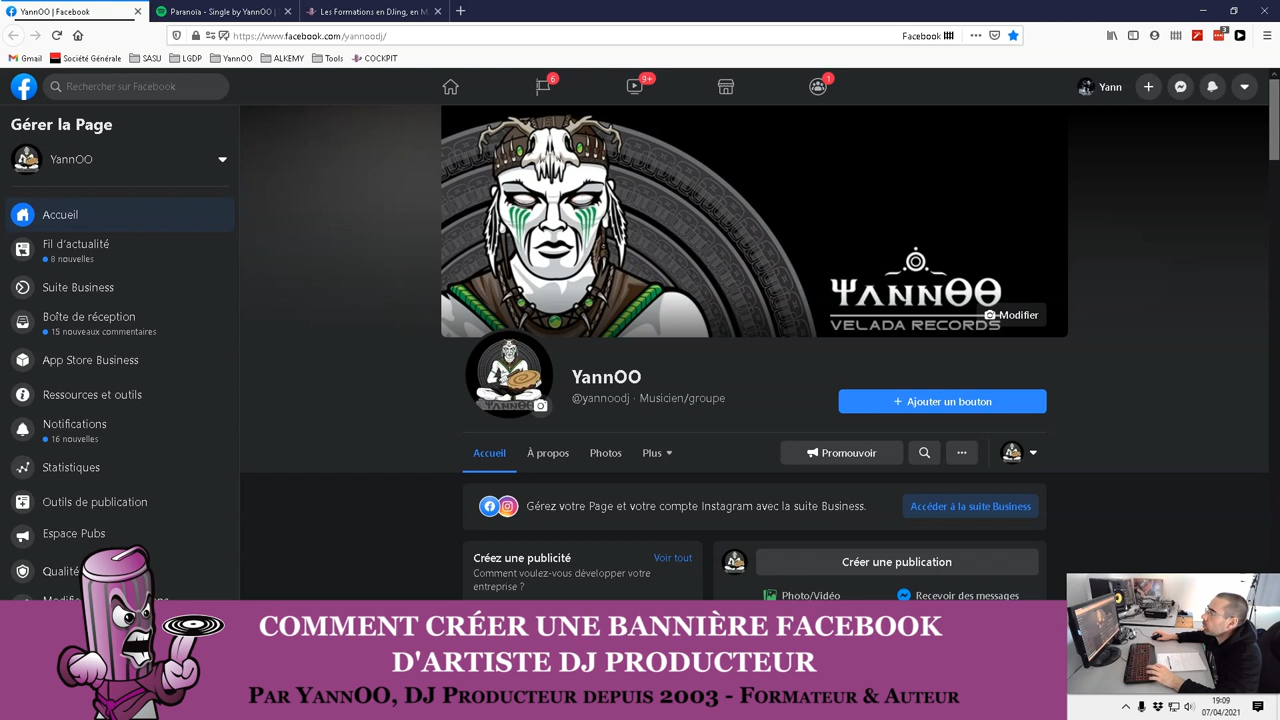 YannOO | Facebook
Paranoïa - Single by YannOO |
Les Formations en DJing, en M
https://www.facebook.com/yannoodj/
Facebook
3
Gmail
Société Générale
SASU
LGDP
YannOO
ALKEMY
Tools
COCKPIT
Rechercher sur Facebook
6
9+
1
Yann
Gérer la Page
YannOO
Accueil
Fil d'actualité
8 nouvelles
Suite Business
Boîte de réception
15 nouveaux commentaires
App Store Business
Ressources et outils
Notifications
16 nouvelles
Statistiques
Outils de publication
Espace Pubs
Qualité
YANNOO
VELADA RECORDS
Modifier
YANNOO
YannOO
@yannoodj · Musicien/groupe
+ Ajouter un bouton
Accueil
À propos
Photos
Plus
Promouvoir
Gérez votre Page et votre compte Instagram avec la suite Business.
Accéder à la suite Business
Créez une publicité
Voir tout
Comment voulez-vous développer votre
entreprise ?
Créer une publication
Photo/Vidéo
Recevoir des messages
COMMENT CRÉER UNE BANNIÈRE FACEBOOK
D'ARTISTE DJ PRODUCTEUR
PAR YANNOO, DJ PRODUCTEUR DEPUIS 2003 - FORMATEUR & AUTEUR
19:09
07/04/2021